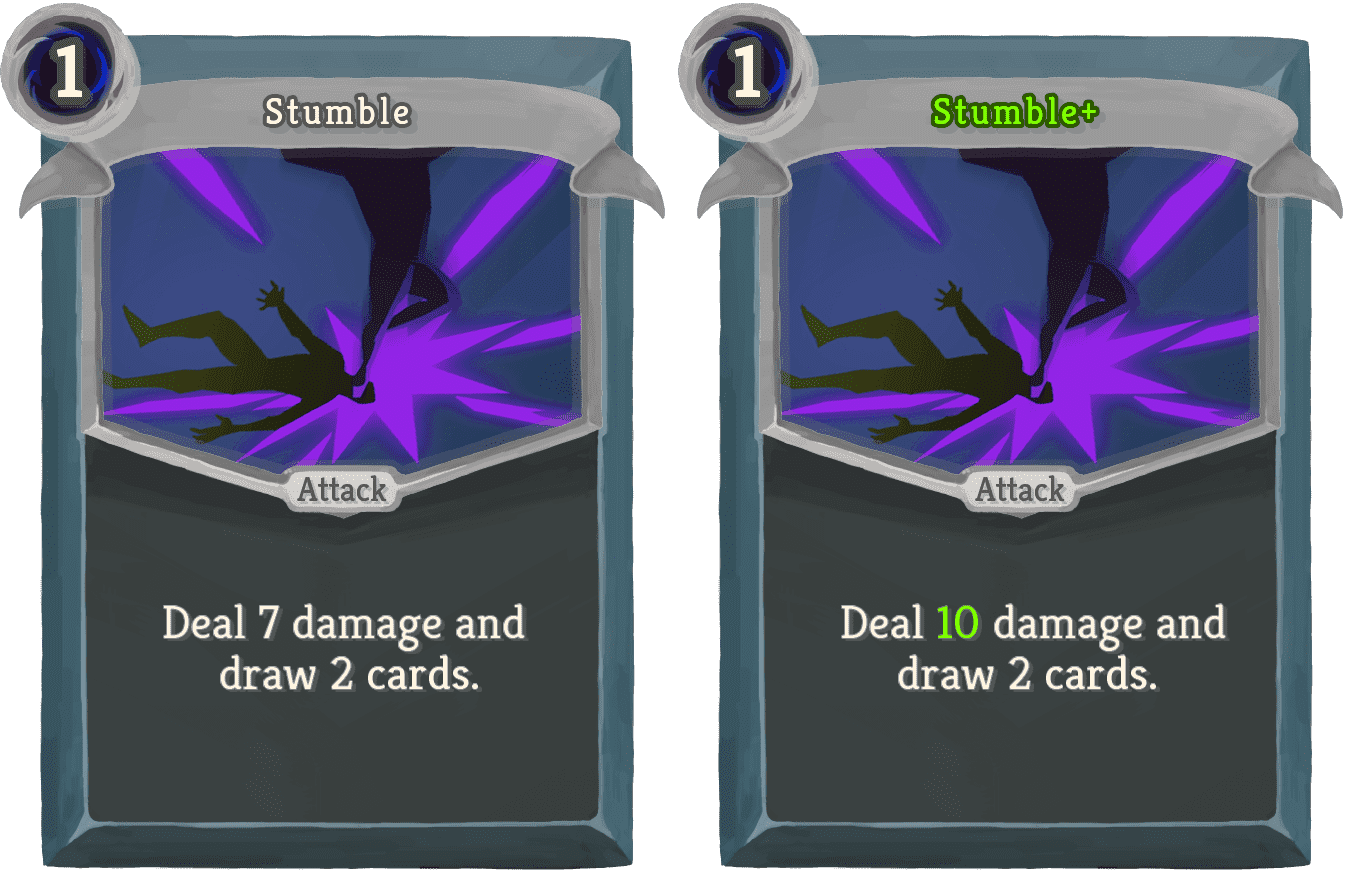 1
Stumble
Attack
Deal 7 damage and
draw 2 cards.
1
Stumble+
Attack
Deal 10 damage and
draw 2 cards.